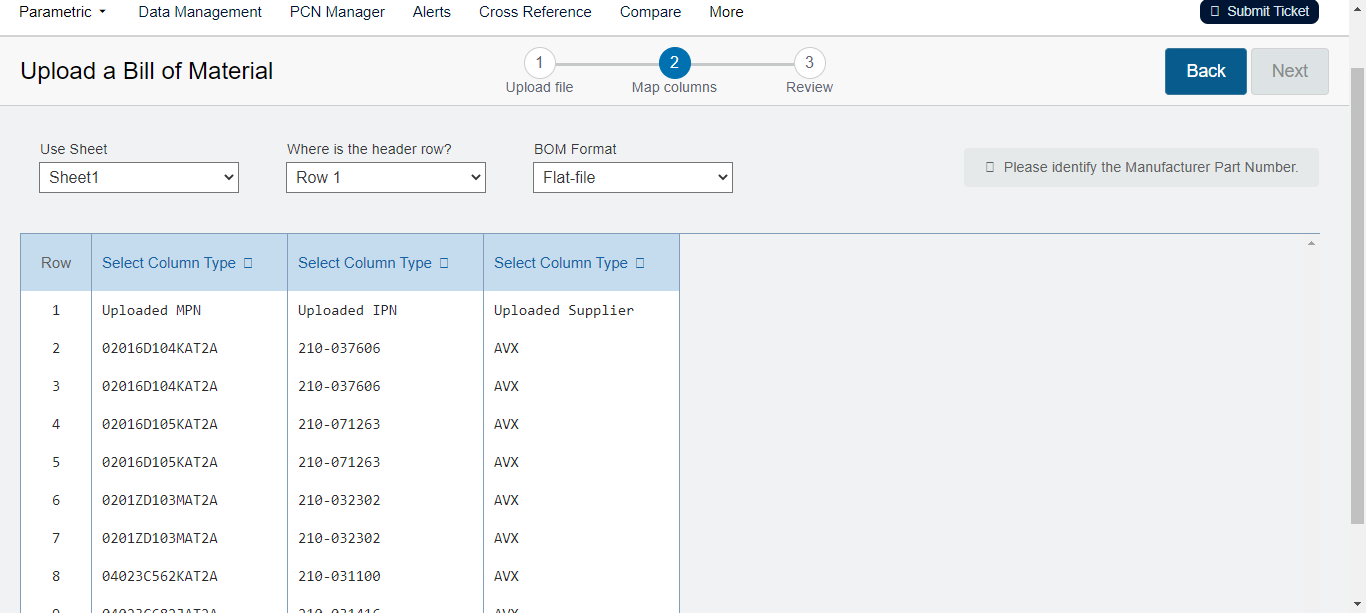 Parametric Data Management PCN Manager Alerts Cross Reference Compare More Submit Ticket
Upload a Bill of Material
1 2 3
Upload file Map columns Review
Back Next
Use Sheet Where is the header row? BOM Format
Sheet1 Row 1 Flat-file
Please identify the Manufacturer Part Number.
Row Select Column Type Select Column Type Select Column Type
1 Uploaded MPN Uploaded IPN Uploaded Supplier
2 02016D104KAT2A 210-037606 AVX
3 02016D104KAT2A 210-037606 AVX
4 02016D105KAT2A 210-071263 AVX
5 02016D105KAT2A 210-071263 AVX
6 0201ZD103MAT2A 210-032302 AVX
7 0201ZD103MAT2A 210-032302 AVX
8 04023C562KAT2A 210-031100 AVX